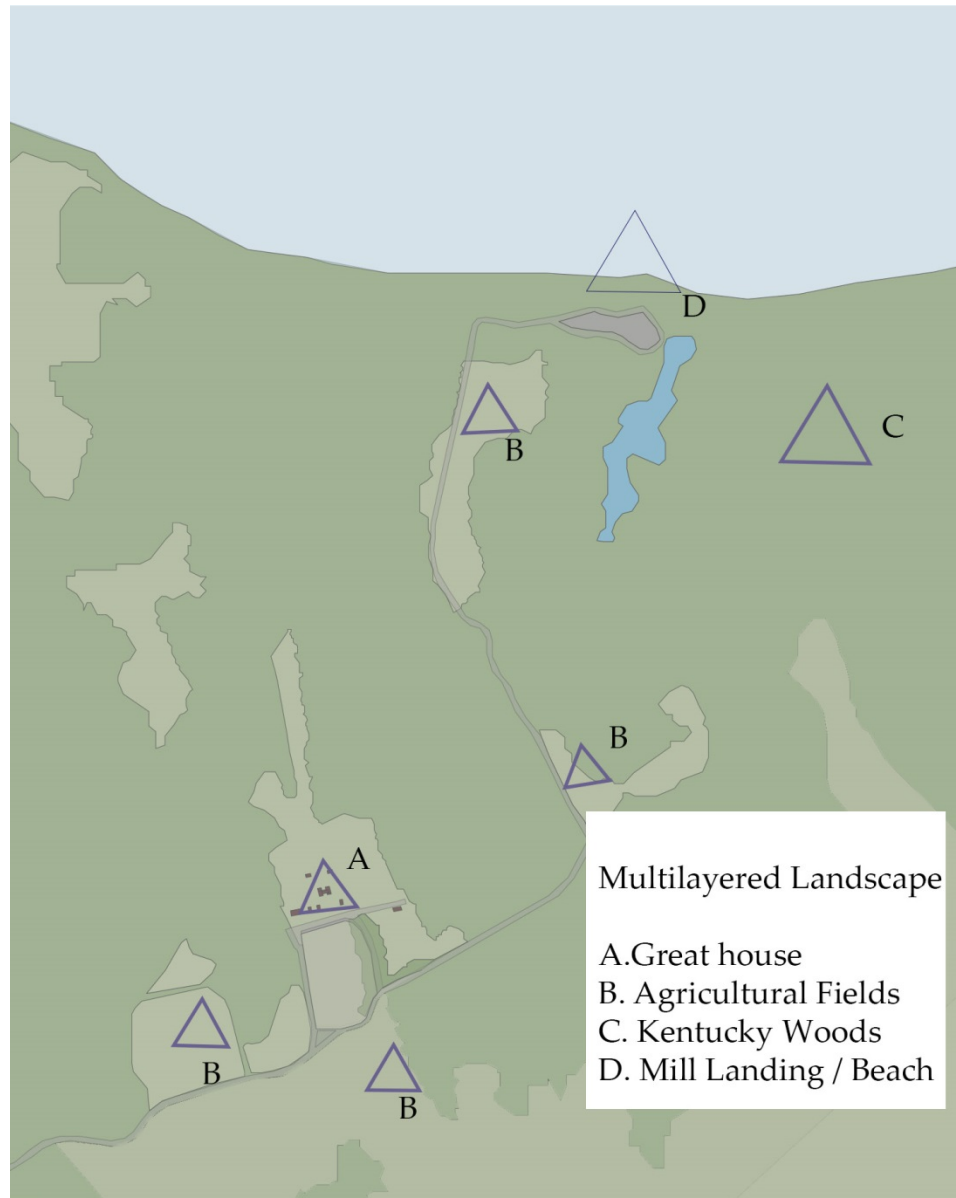 D
B
C
B
A
B
B
Multilayered Landscape
A.Great house
B. Agricultural Fields
C. Kentucky Woods
D. Mill Landing / Beach